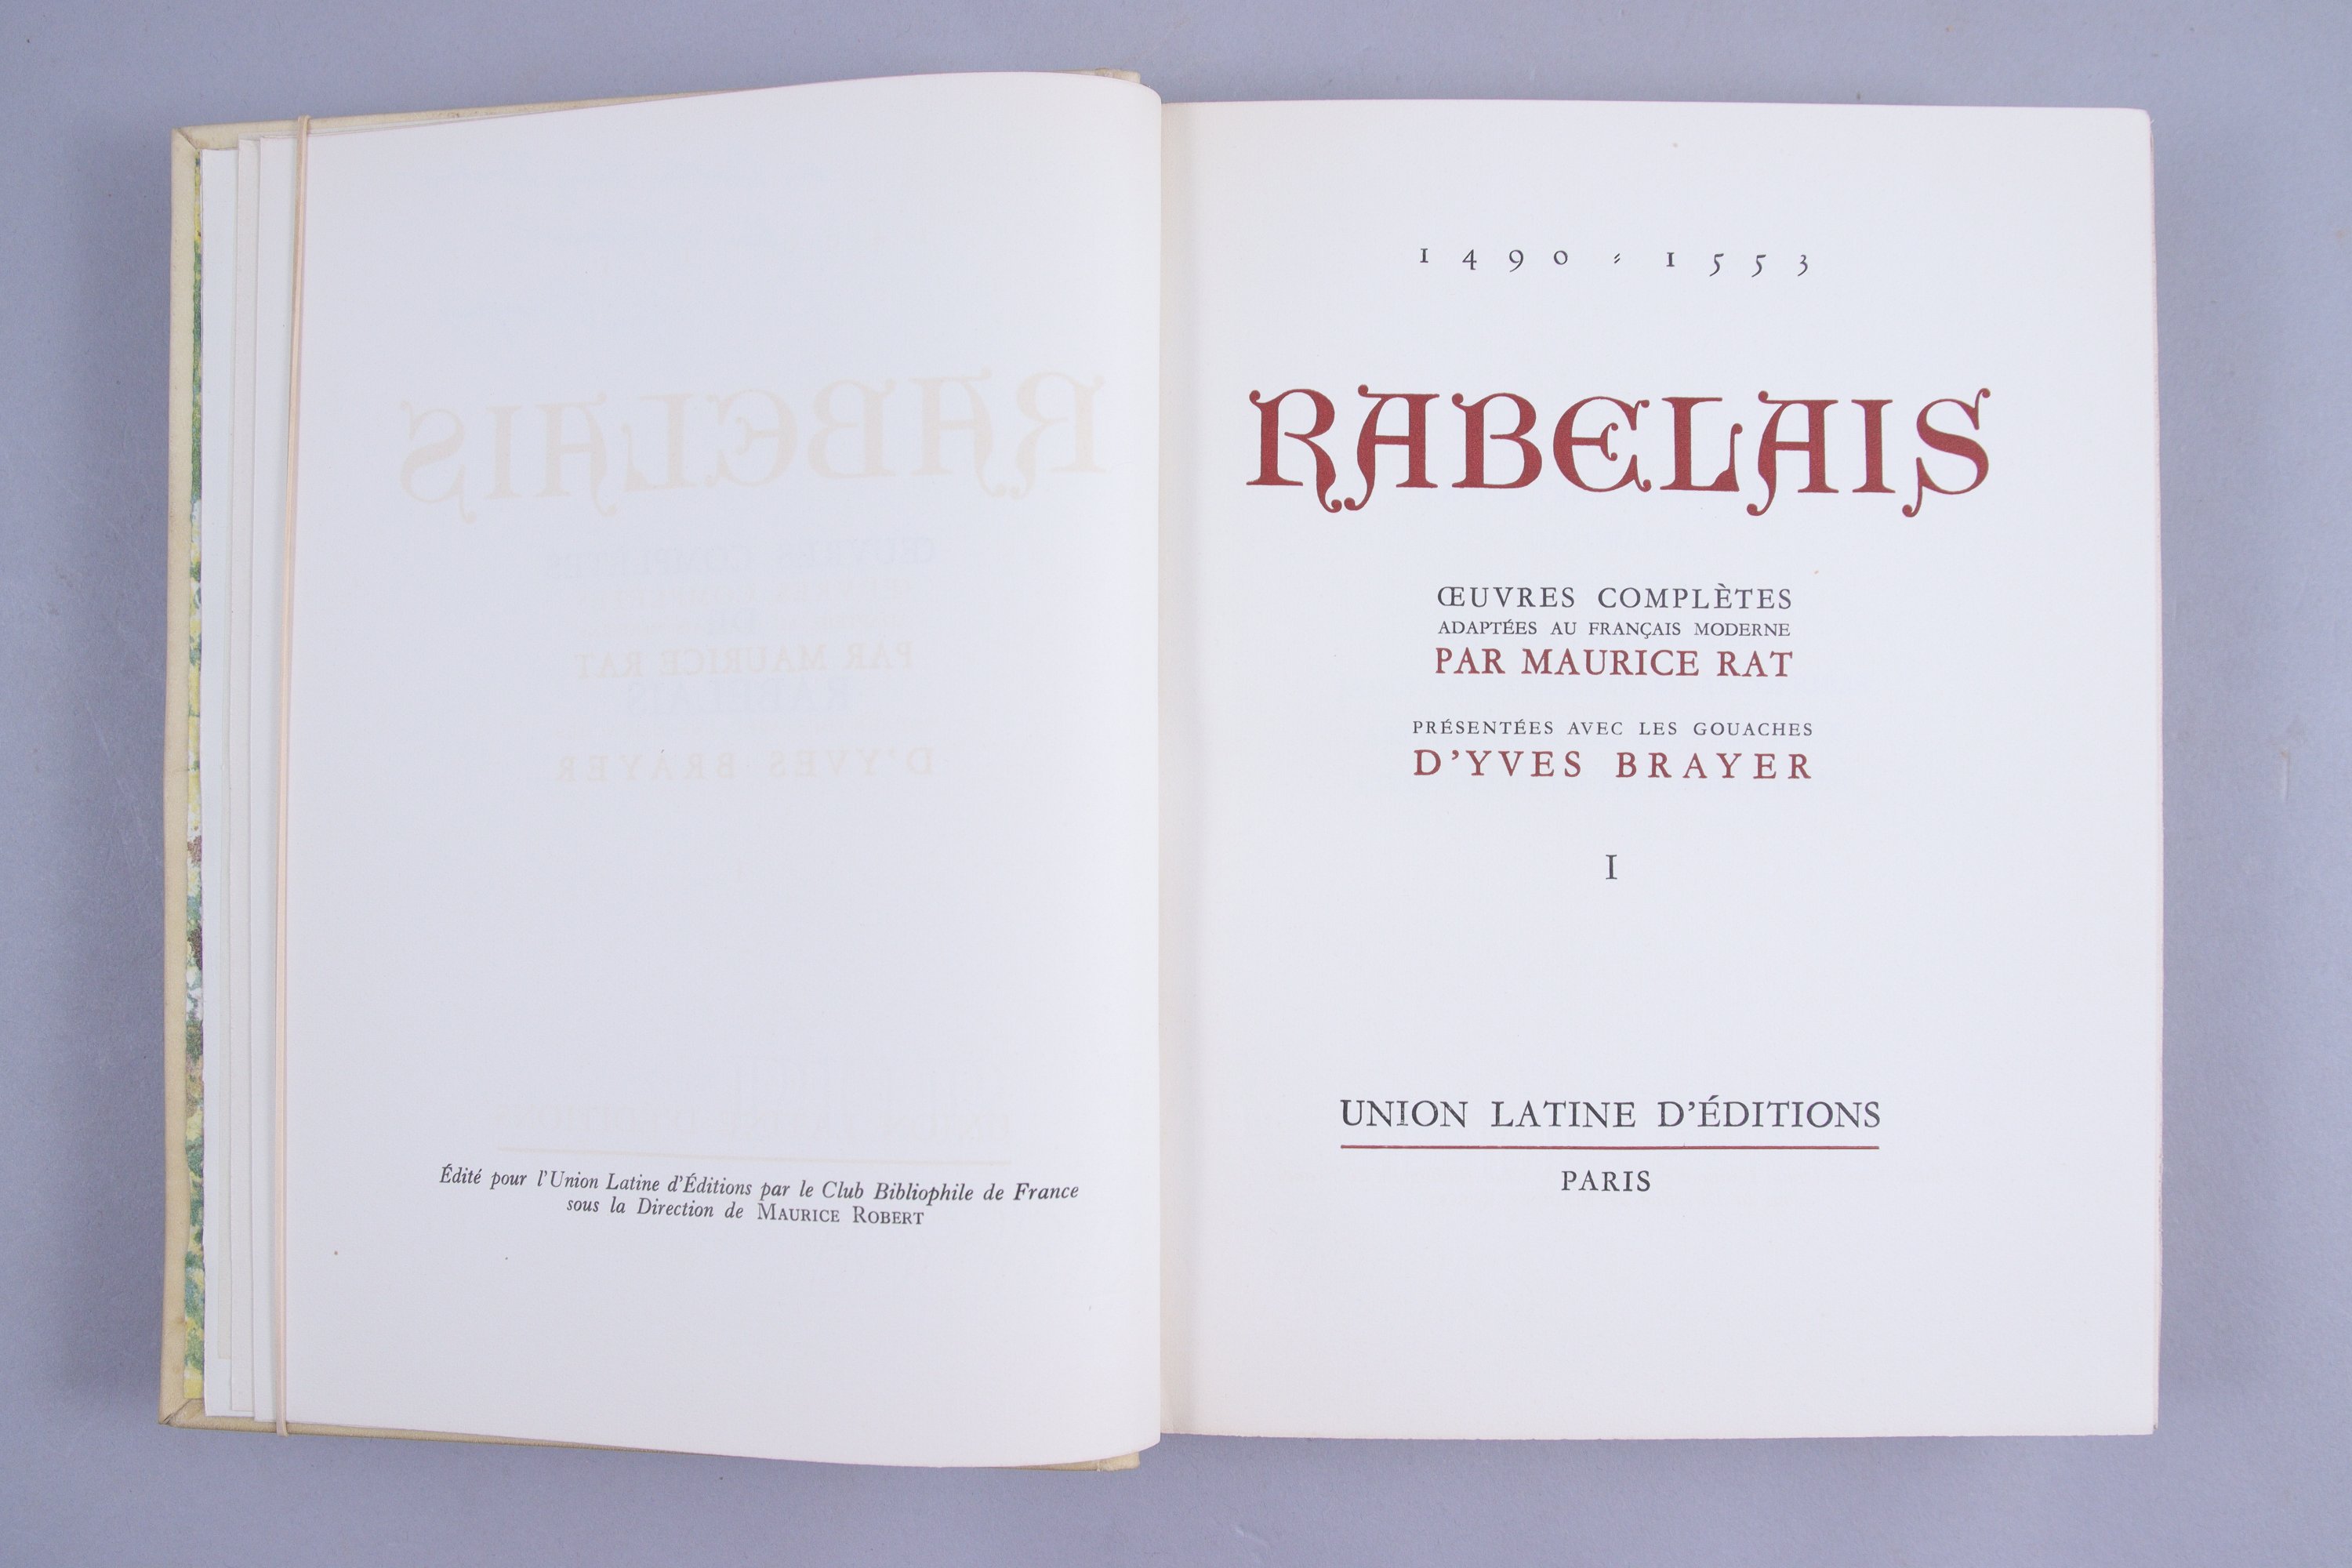 Édité pour l'Union Latine d'Éditions par le Club Bibliophile de France
sous la Direction de MAURICE ROBERT
1490-1553
RABELAIS
ŒUVRES COMPLÈTES
ADAPTÉES AU FRANÇAIS MODERNE
PAR MAURICE RAT
PRÉSENTÉES AVEC LES GOUACHES
D'YVES BRAYER
I
UNION LATINE D'ÉDITIONS
PARIS